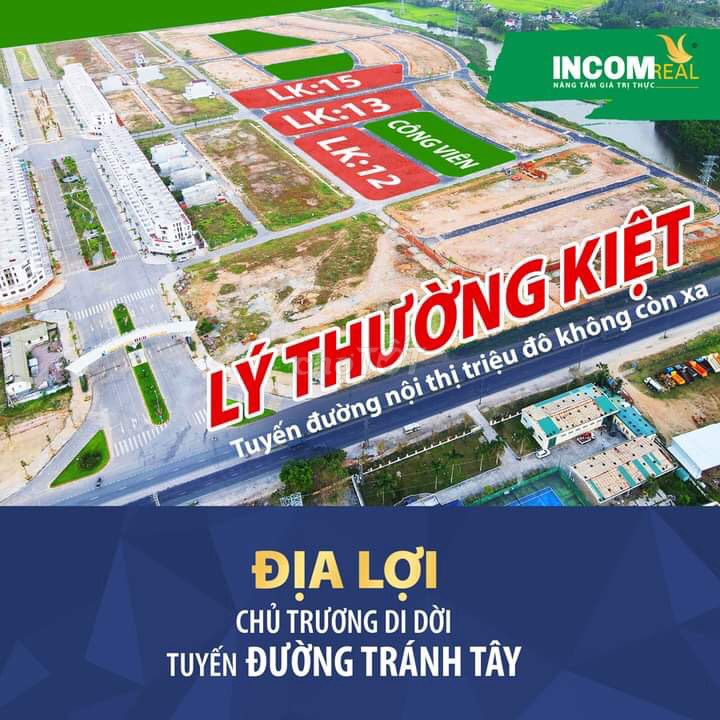 INCOMREAL
NÂNG TẦM GIÁ TRỊ THỰC
LK:15
LK:13
LK:12
CÔNG VIÊN
LÝ THƯỜNG KIỆT
Tuyến đường nội thị triệu đô không còn xa
ĐỊA LỢI
CHỦ TRƯƠNG DI DỜI
TUYẾN ĐƯỜNG TRÁNH TÂY